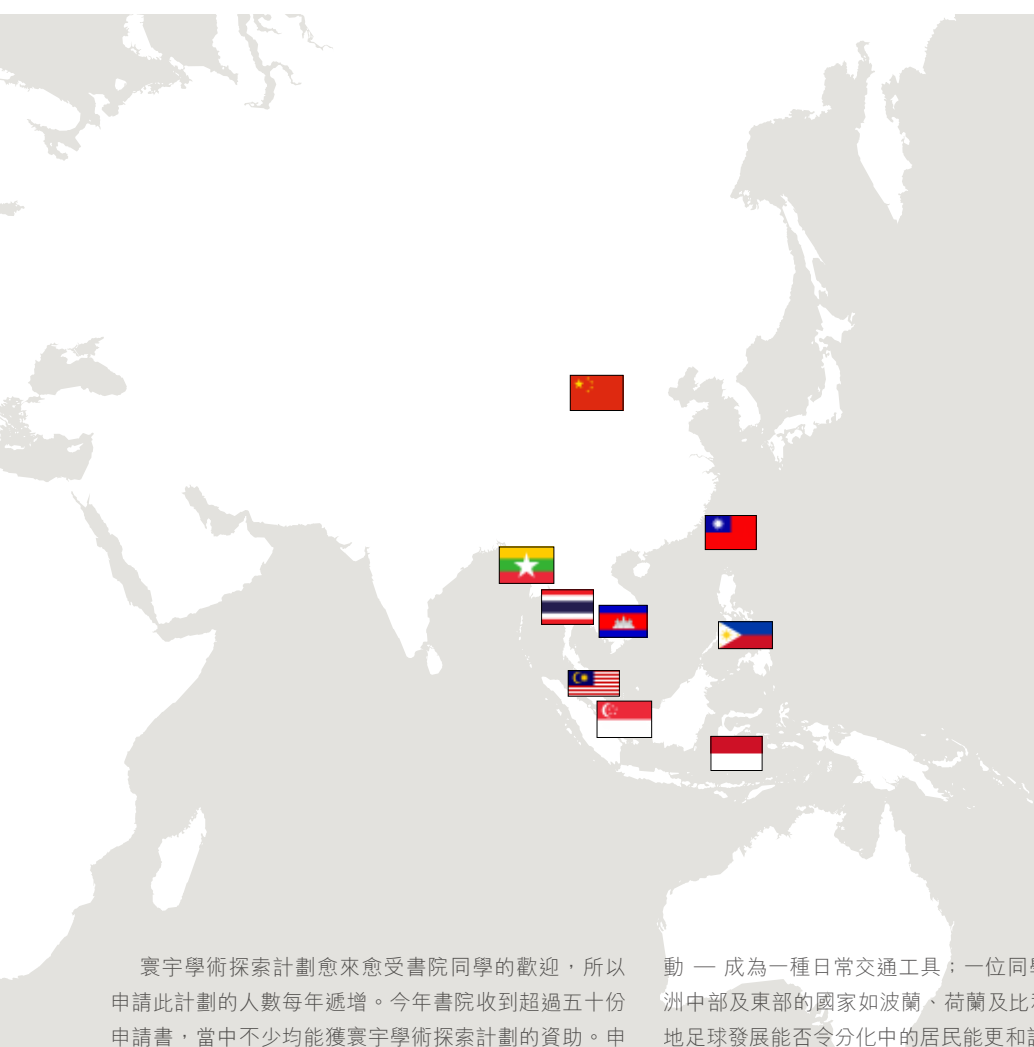 寰宇學術探索計劃愈來愈受書院同學的歡迎，所以
申請此計劃的人數每年遞增。今年書院收到超過五十份
申請書，當中不少均能獲寰宇學術探索計劃的資助。申
動 — 成為一種日常交通工具；一位同
洲中部及東部的國家如波蘭、荷蘭及比
地足球發展能否令分化中的居民能更和